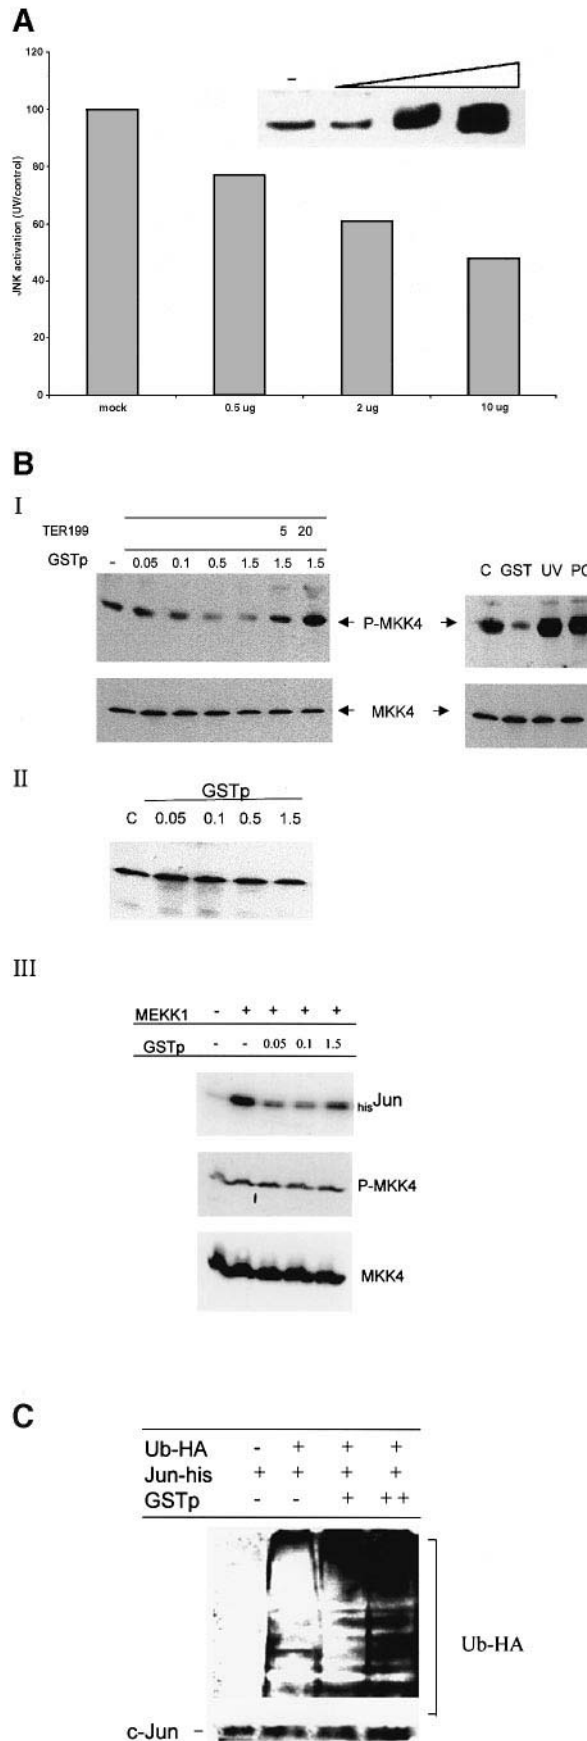 A
120
100
80
60
40
20
0
JNK activation (UV/control)
–
mock 0.5 ug 2 ug 10 ug
B
I
TER199 5 20
GSTp - 0.05 0.1 0.5 1.5 1.5 1.5
C GST UV PC
P-MKK4
MKK4
II
GSTp
C 0.05 0.1 0.5 1.5
III
MEKK1 - + + + +
GSTp - - 0.05 0.1 1.5
hisJun
P-MKK4
MKK4
C
Ub-HA - + + +
Jun-his + + + +
GSTp - - + ++
Ub-HA
c-Jun –